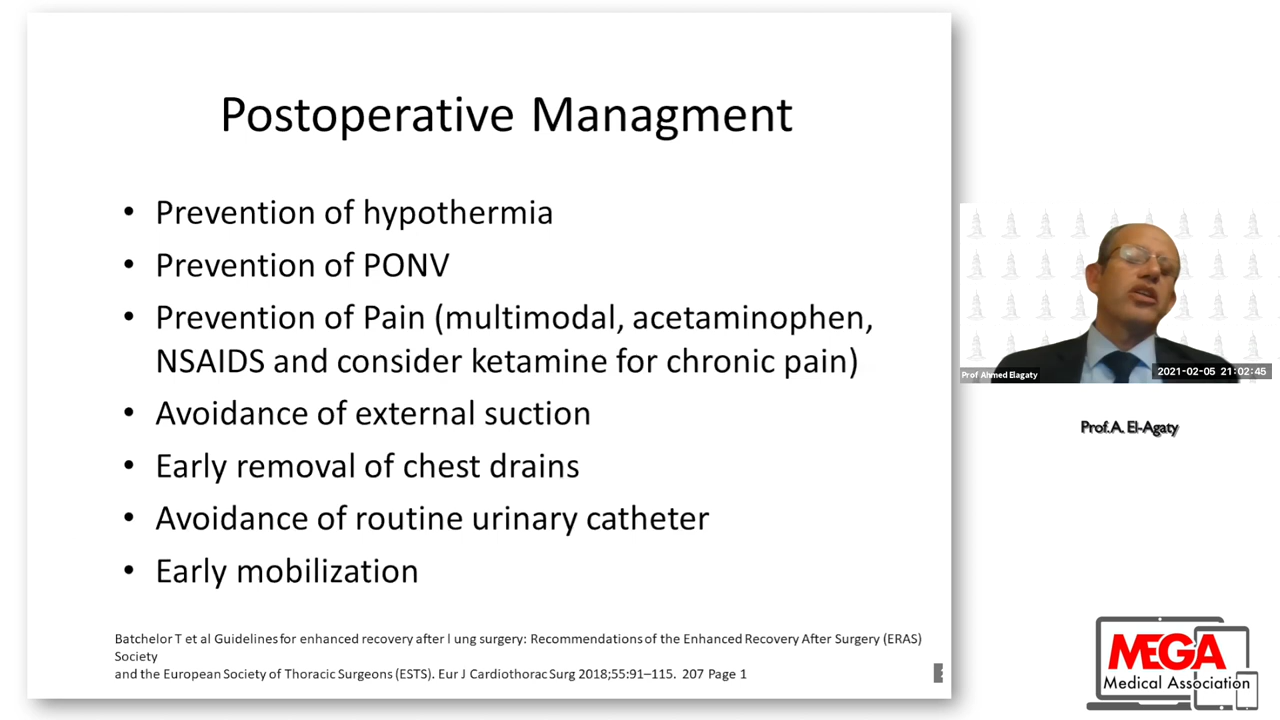 Postoperative Managment
• Prevention of hypothermia
• Prevention of PONV
• Prevention of Pain (multimodal, acetaminophen,
NSAIDS and consider ketamine for chronic pain)
• Avoidance of external suction
• Early removal of chest drains
• Avoidance of routine urinary catheter
• Early mobilization
Batchelor T et al Guidelines for enhanced recovery after l ung surgery: Recommendations of the Enhanced Recovery After Surgery (ERAS)
Society
and the European Society of Thoracic Surgeons (ESTS). Eur J Cardiothorac Surg 2018;55:91–115. 207 Page 1
Prof Ahmed Elagaty
2021-02-05 21:02:45
Prof.A. El-Agaty
MEGA
Medical Association